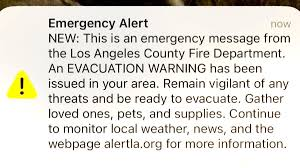 Emergency Alert now
NEW: This is an emergency message from
the Los Angeles County Fire Department.
An EVACUATION WARNING has been
issued in your area. Remain vigilant of any
threats and be ready to evacuate. Gather
loved ones, pets, and supplies. Continue
to monitor local weather, news, and the
webpage alertla.org for more information.